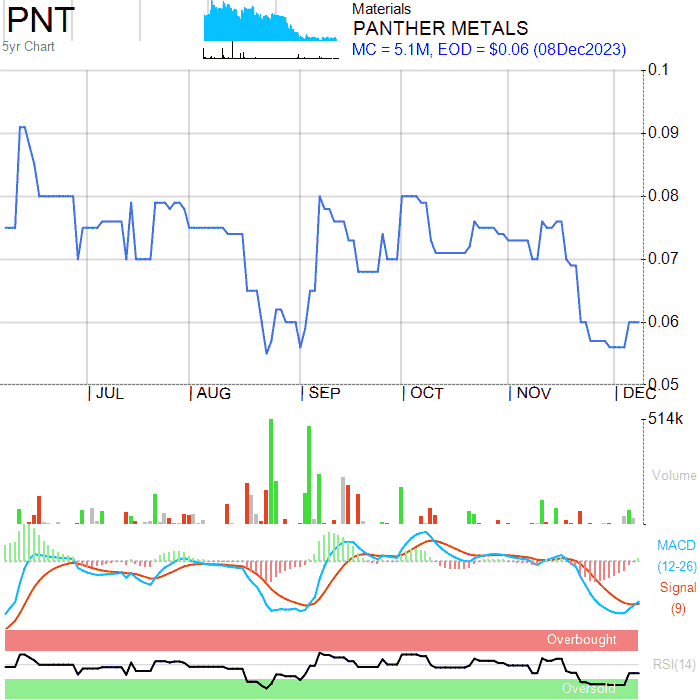 PNT
5yr Chart
Materials
PANTHER METALS
MC = 5.1M, EOD = $0.06 (08Dec2023)
0.1
0.09
0.08
0.07
0.06
0.05
JUL AUG SEP OCT NOV DEC
514k
Volume
MACD
(12-26)
Signal
(9)
Overbought
RSI(14)
Oversold